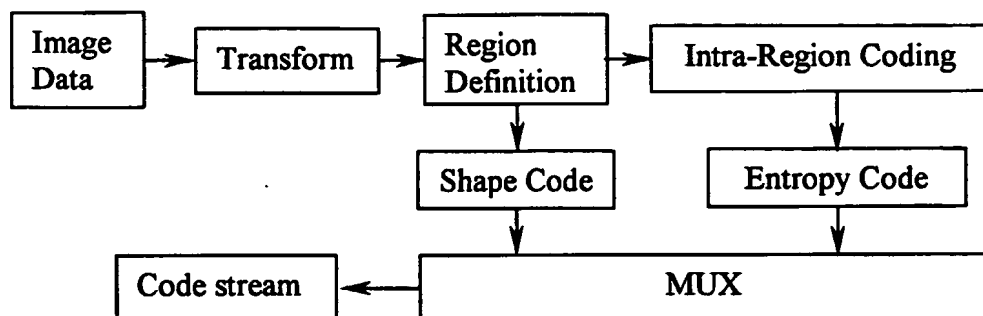 Image
Data
Transform
Region
Definition
Intra-Region Coding
Shape Code
Entropy Code
Code stream
MUX